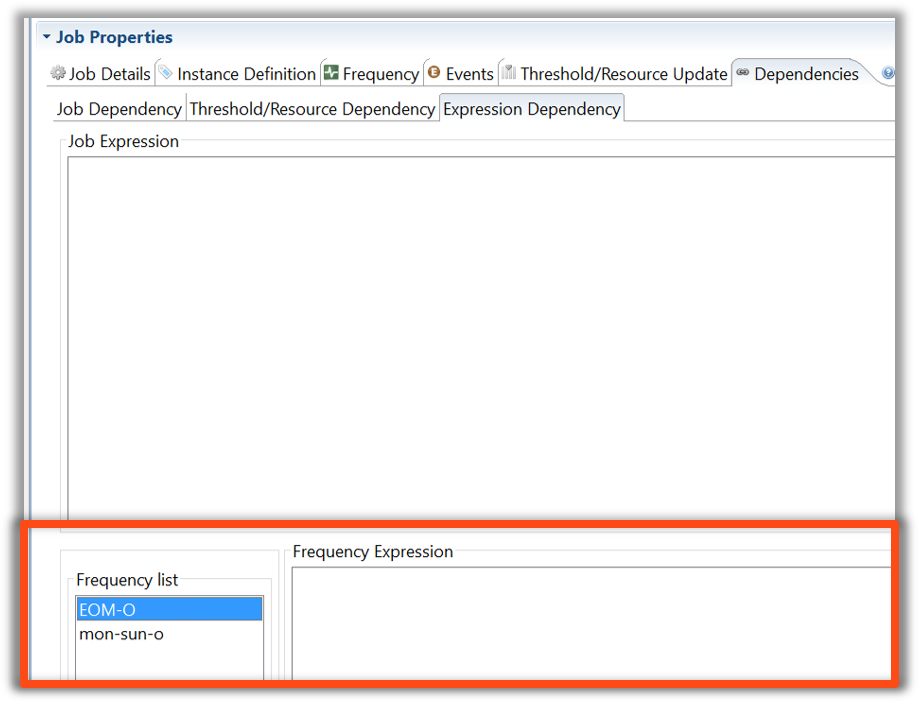 Job Properties
Job Details Instance Definition Frequency Events Threshold/Resource Update Dependencies
Job Dependency Threshold/Resource Dependency Expression Dependency
Job Expression
Frequency Expression
Frequency list
EOM-O
mon-sun-o